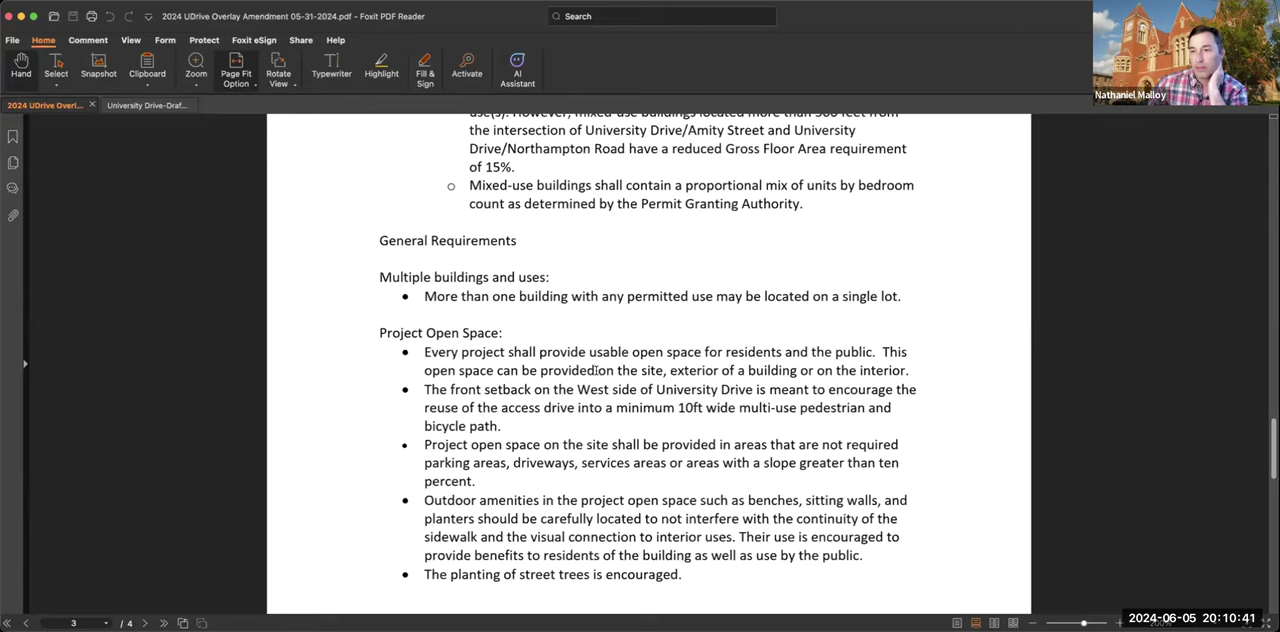 2024 UDrive Overlay Amendment 05-31-2024.pdf - Foxit PDF Reader
Search
File Home Comment View Form Protect Foxit eSign Share Help
Hand Select Snapshot Clipboard Zoom Page Fit Option Rotate View Typewriter Highlight Fill & Sign Activate AI Assistant
Nathaniel Malloy
2024 UDrive Overl... University Drive-Draf...
use(s). However, mixed-use buildings located more than 500 feet from
the intersection of University Drive/Amity Street and University
Drive/Northampton Road have a reduced Gross Floor Area requirement
of 15%.
○ Mixed-use buildings shall contain a proportional mix of units by bedroom
count as determined by the Permit Granting Authority.
General Requirements
Multiple buildings and uses:
• More than one building with any permitted use may be located on a single lot.
Project Open Space:
• Every project shall provide usable open space for residents and the public. This
open space can be provided on the site, exterior of a building or on the interior.
• The front setback on the West side of University Drive is meant to encourage the
reuse of the access drive into a minimum 10ft wide multi-use pedestrian and
bicycle path.
• Project open space on the site shall be provided in areas that are not required
parking areas, driveways, services areas or areas with a slope greater than ten
percent.
• Outdoor amenities in the project open space such as benches, sitting walls, and
planters should be carefully located to not interfere with the continuity of the
sidewalk and the visual connection to interior uses. Their use is encouraged to
provide benefits to residents of the building as well as use by the public.
• The planting of street trees is encouraged.
3 / 4
2024-06-05 20:10:41